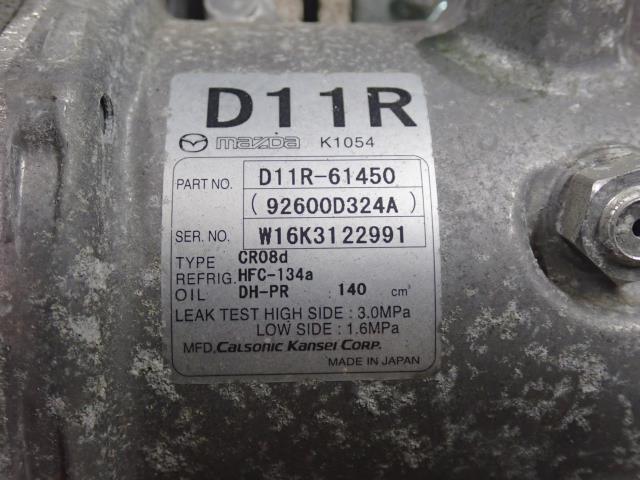 D11R
mazda K1054
PART NO. D11R-61450
(92600D324A)
SER. NO. W16K3122991
TYPE CR08d
REFRIG. HFC-134a
OIL DH-PR 140 cm³
LEAK TEST HIGH SIDE : 3.0MPa
LOW SIDE : 1.6MPa
MFD. CALSONIC KANSEI CORP.
MADE IN JAPAN